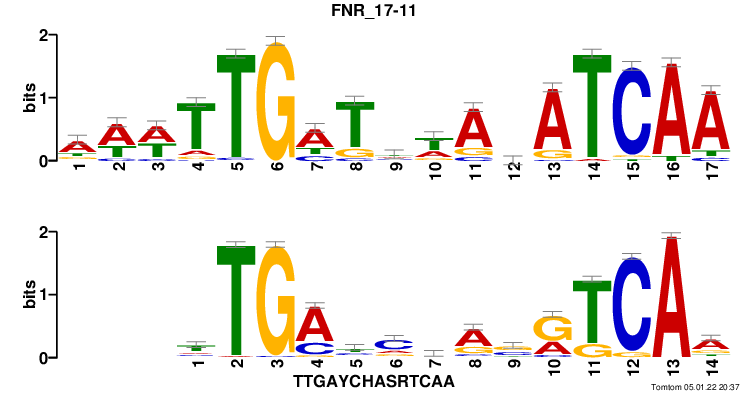 FNR_17-11
bits
2
1
0
1 2 3 4 5 6 7 8 9 10 11 12 13 14 15 16 17
bits
2
1
0
1 2 3 4 5 6 7 8 9 10 11 12 13 14
TTGAYCHASRTCAA
Tomtom 05.01.22 20:37